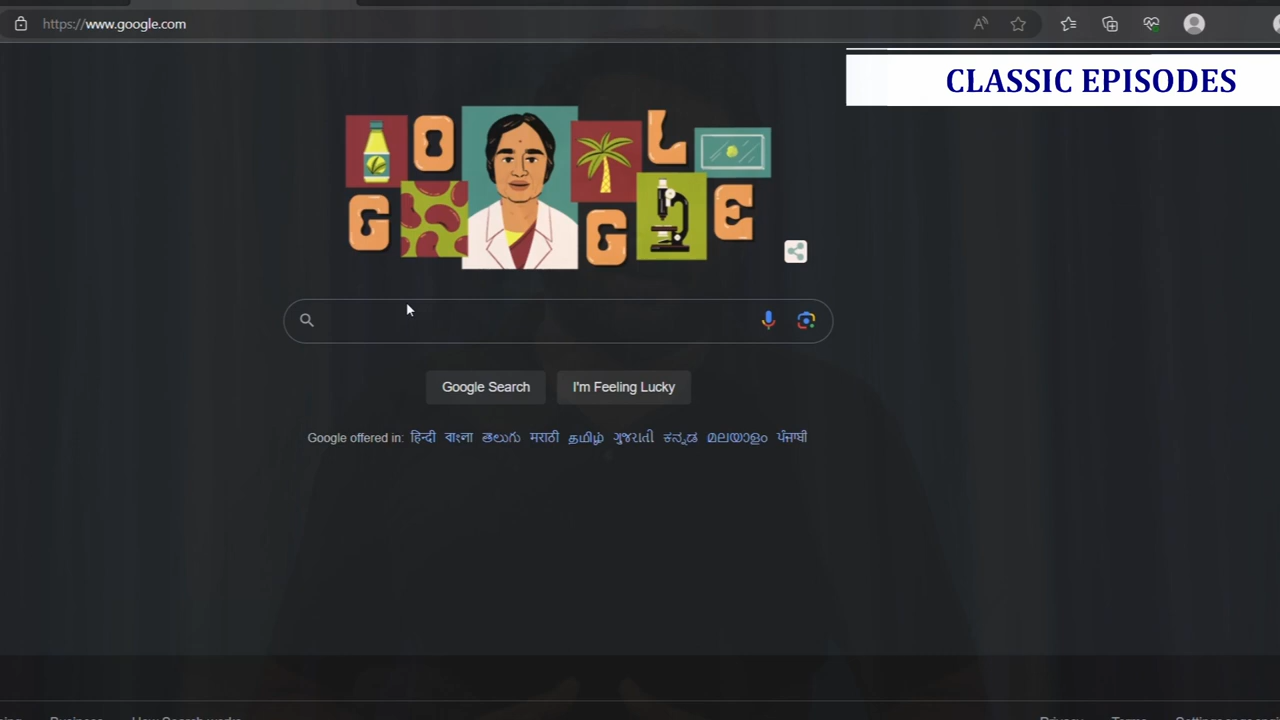 https://www.google.com
CLASSIC EPISODES
GOOGLE
Google Search
I'm Feeling Lucky
Google offered in: हिन्दी বাংলা తెలుగు मराठी தமிழ் ગુજરાતી ಕನ್ನಡ മലയാളം ਪੰਜਾਬੀ